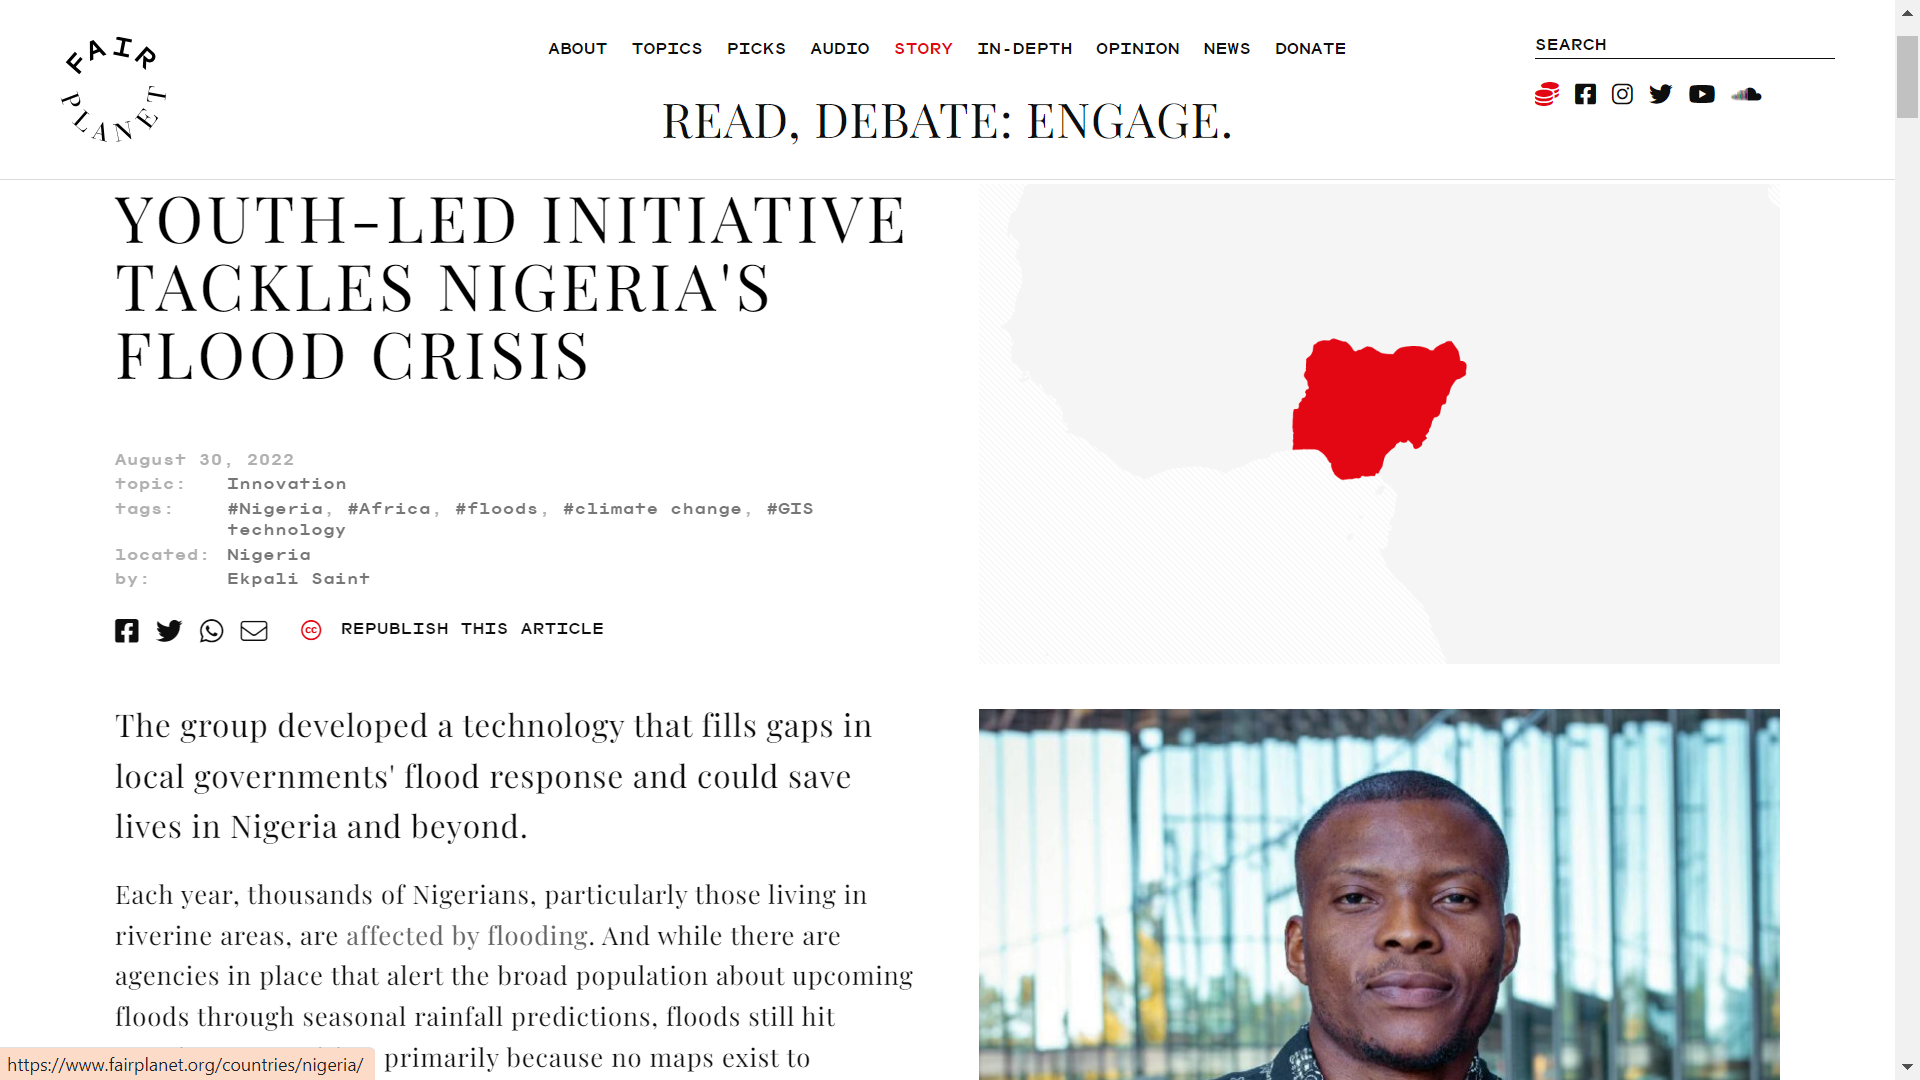 FAIR
PLANET
ABOUT TOPICS PICKS AUDIO STORY IN-DEPTH OPINION NEWS DONATE
SEARCH
READ, DEBATE: ENGAGE.
YOUTH-LED INITIATIVE
TACKLES NIGERIA'S
FLOOD CRISIS
August 30, 2022
topic: Innovation
tags: #Nigeria, #Africa, #floods, #climate change, #GIS
technology
located: Nigeria
by: Ekpali Saint
cc REPUBLISH THIS ARTICLE
The group developed a technology that fills gaps in
local governments' flood response and could save
lives in Nigeria and beyond.
Each year, thousands of Nigerians, particularly those living in
riverine areas, are affected by flooding. And while there are
agencies in place that alert the broad population about upcoming
floods through seasonal rainfall predictions, floods still hit
primarily because no maps exist to
https://www.fairplanet.org/countries/nigeria/